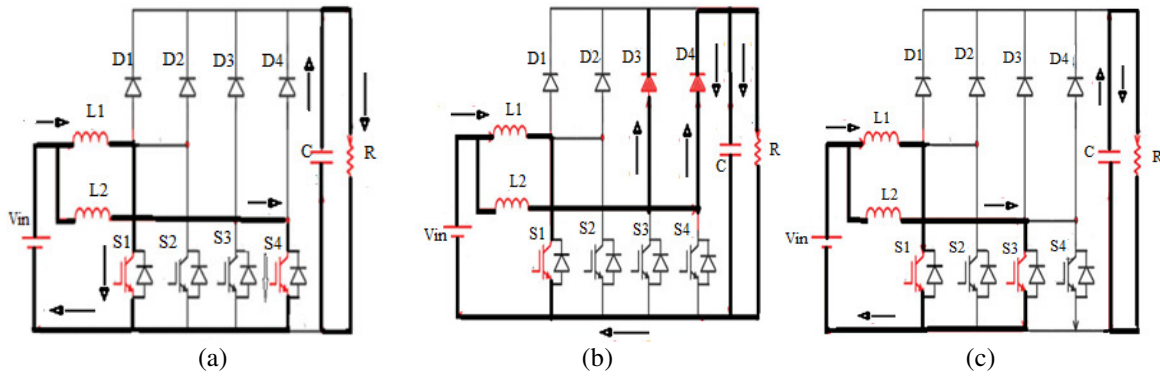 D1 D2 D3 D4
L1
C
R
L2
Vin
S1 S2 S3 S4
(a)
D1 D2 D3 D4
L1
R
C
L2
Vin
S1 S2 S3 S4
(b)
D1 D2 D3 D4
L1
C
R
L2
Vin
S1 S2 S3 S4
(c)